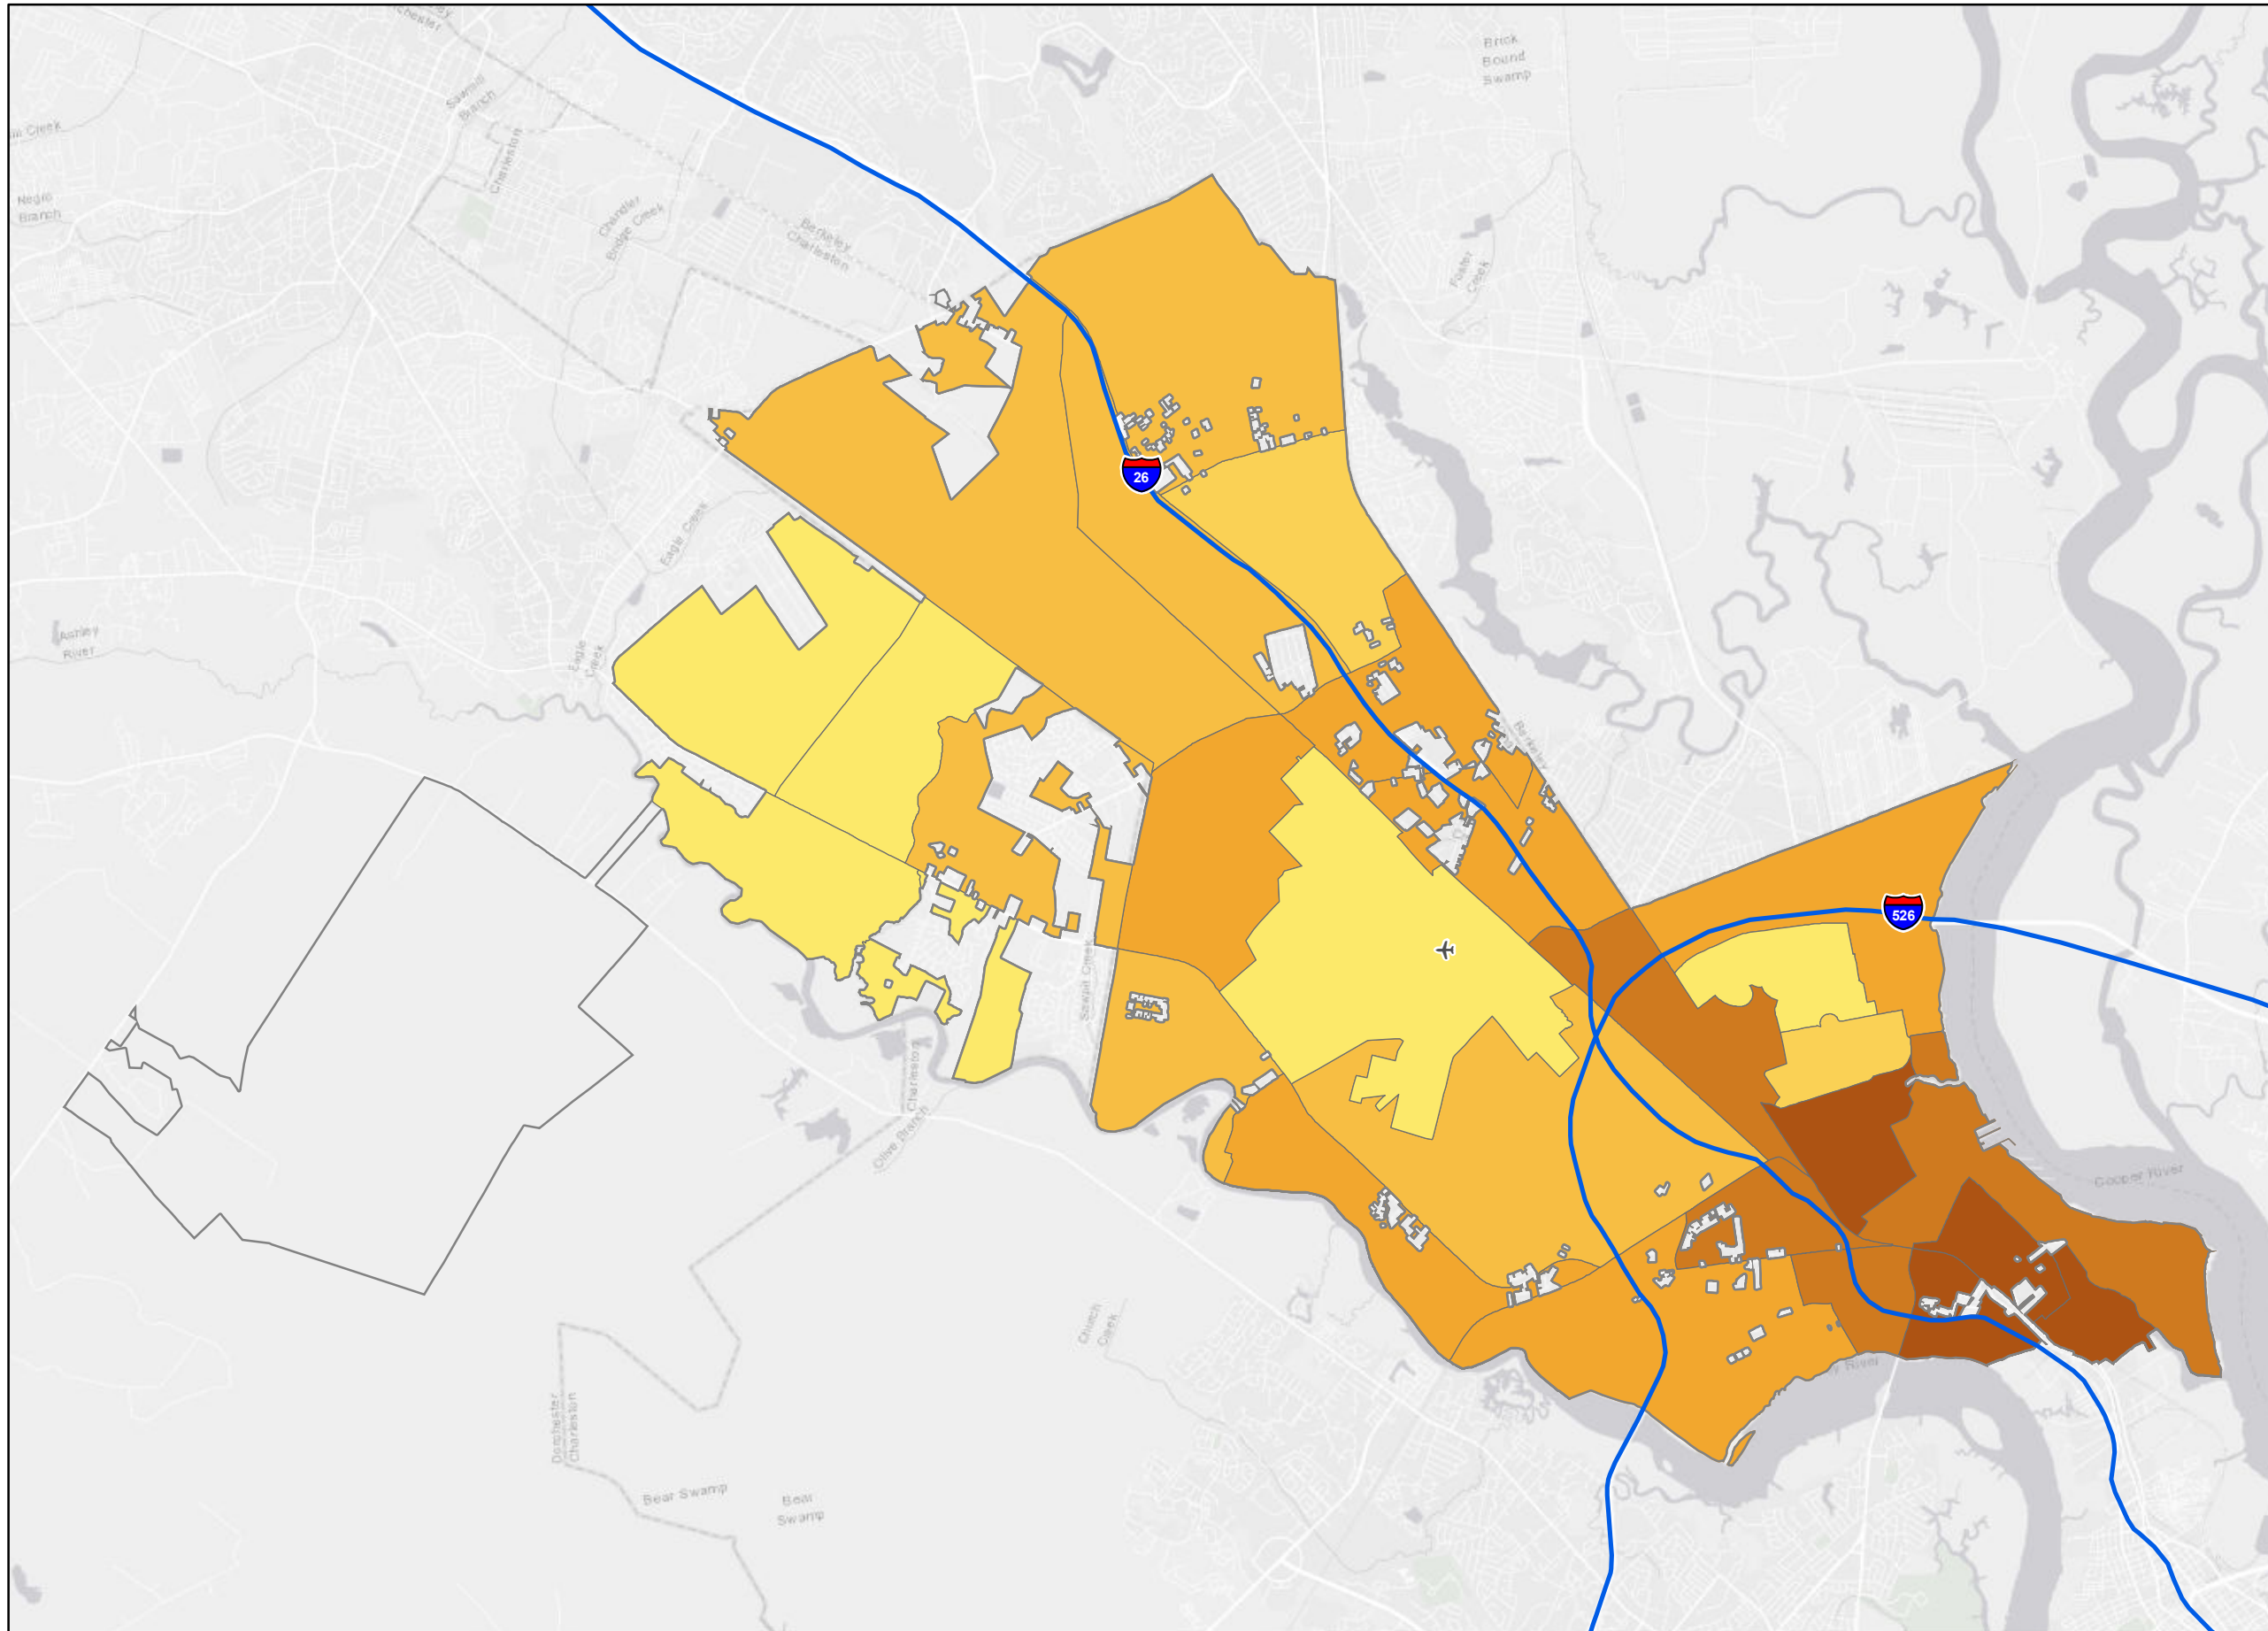 Brick
Bound
Swamp
Sawmill
Branch
Charleston
Creek
Negro
Branch
Chandler
Bridge Creek
Berkeley
Charleston
Foster
Creek
26
Eagle Creek
Ashley
River
Eagle
Creek
Berkeley
526
Sawpit Creek
Charleston
Olive Branch
Cooper River
Church
Creek
River
Dorchester
Charleston
Bear Swamp
Bear
Swamp